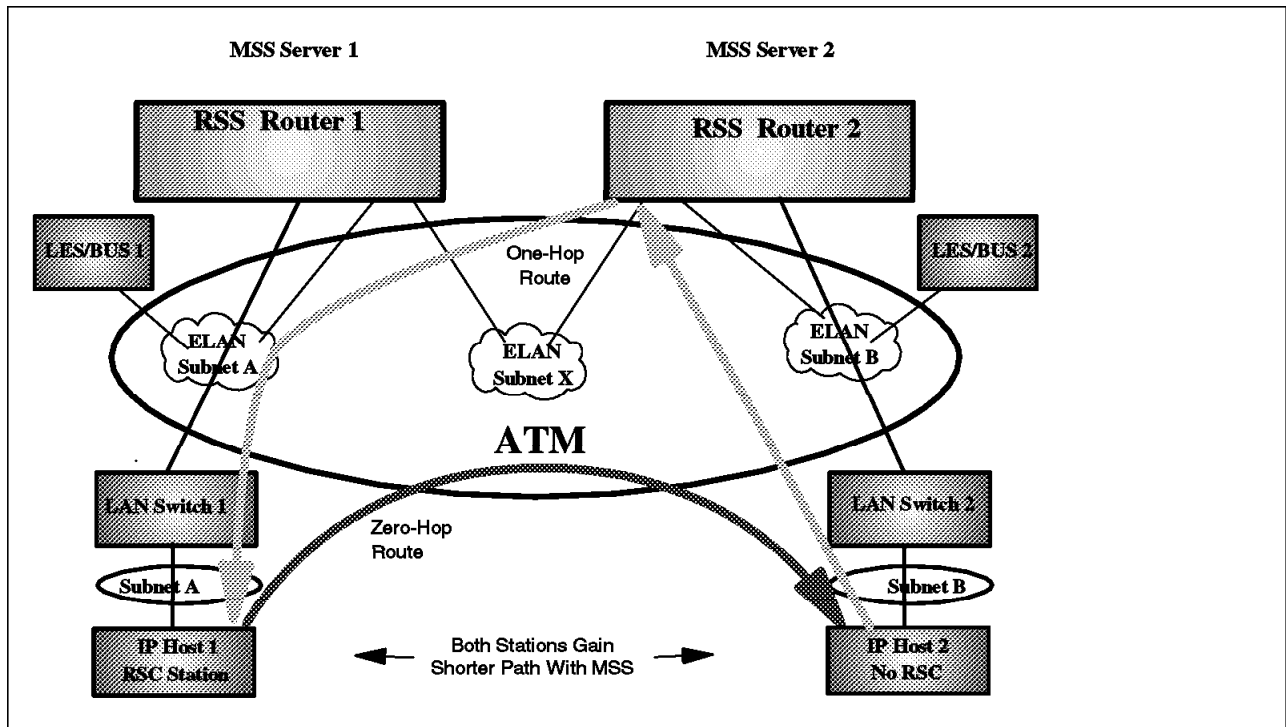 MSS Server 1
MSS Server 2
RSS Router 1
RSS Router 2
LES/BUS 1
LES/BUS 2
One-Hop
Route
ELAN
Subnet A
ELAN
Subnet X
ELAN
Subnet B
ATM
LAN Switch 1
LAN Switch 2
Zero-Hop
Route
Subnet A
Subnet B
IP Host 1
RSC Station
Both Stations Gain
Shorter Path With MSS
IP Host 2
No RSC